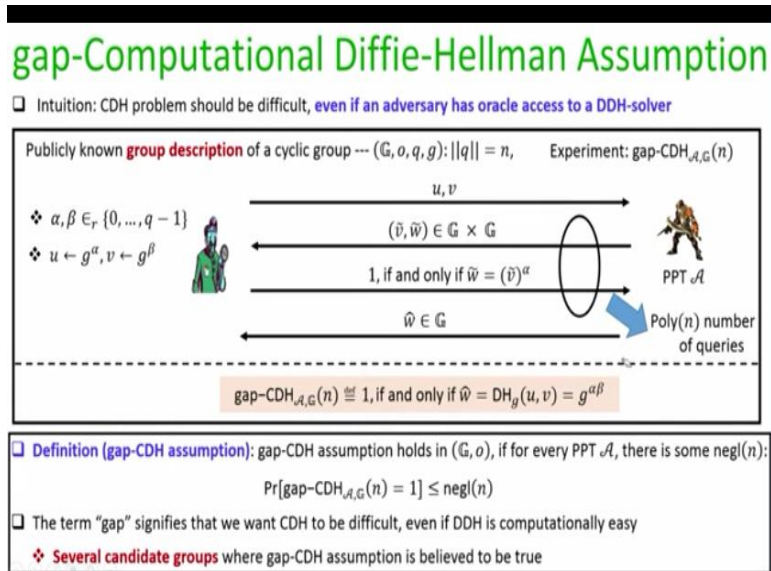 gap-Computational Diffie-Hellman Assumption
❑ Intuition: CDH problem should be difficult, even if an adversary has oracle access to a DDH-solver
Publicly known group description of a cyclic group --- (𝔾, o, q, g): ||q|| = n,    Experiment: gap-CDH𝒜,G(n)
u, v
❖ α, β ∈r {0, ..., q − 1}
(ṽ, w̃) ∈ 𝔾 × 𝔾
❖ u ← g^α, v ← g^β
1, if and only if w̃ = (ṽ)^α
PPT 𝒜
ŵ ∈ 𝔾
Poly(n) number
of queries
gap−CDH𝒜,G(n) ≝ 1, if and only if ŵ = DHg(u, v) = g^αβ
❑ Definition (gap-CDH assumption): gap-CDH assumption holds in (𝔾, o), if for every PPT 𝒜, there is some negl(n):
Pr[gap−CDH𝒜,G(n) = 1] ≤ negl(n)
❑ The term "gap" signifies that we want CDH to be difficult, even if DDH is computationally easy
❖ Several candidate groups where gap-CDH assumption is believed to be true